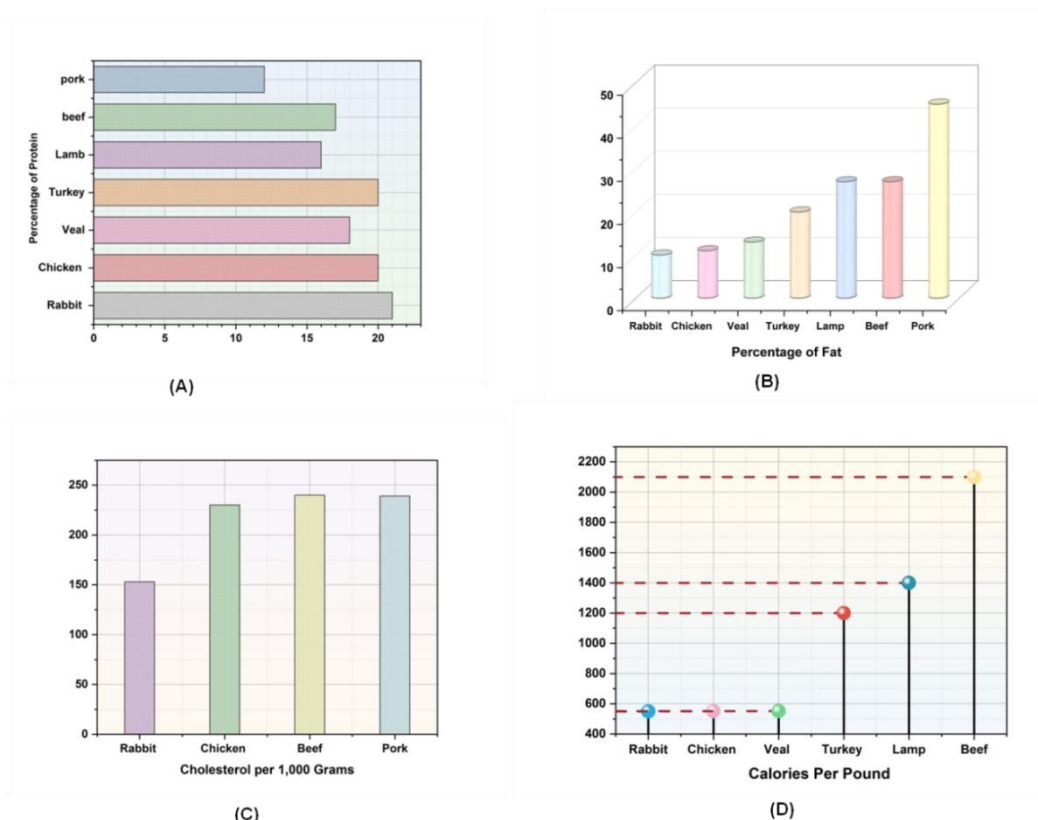 pork
beef
Lamb
Turkey
Veal
Chicken
Rabbit
Percentage of Protein
0 5 10 15 20
(A)
50
40
30
20
10
0
Rabbit Chicken Veal Turkey Lamp Beef Pork
Percentage of Fat
(B)
250
200
150
100
50
0
Rabbit Chicken Beef Pork
Cholesterol per 1,000 Grams
(C)
2200
2000
1800
1600
1400
1200
1000
800
600
400
Rabbit Chicken Veal Turkey Lamp Beef
Calories Per Pound
(D)